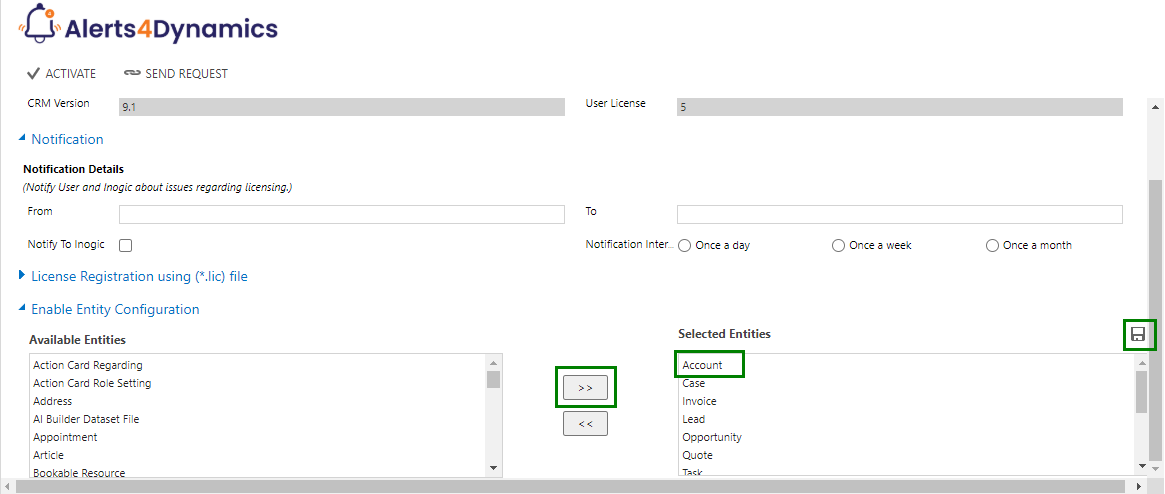 Alerts4Dynamics
ACTIVATE SEND REQUEST
CRM Version 9.1 User License 5
Notification
Notification Details
(Notify User and Inogic about issues regarding licensing.)
From To
Notify To Inogic Notification Inter... Once a day Once a week Once a month
License Registration using (*.lic) file
Enable Entity Configuration
Available Entities
Action Card Regarding
Action Card Role Setting
Address
AI Builder Dataset File
Appointment
Article
Bookable Resource
>>
<<
Selected Entities
Account
Case
Invoice
Lead
Opportunity
Quote
Task